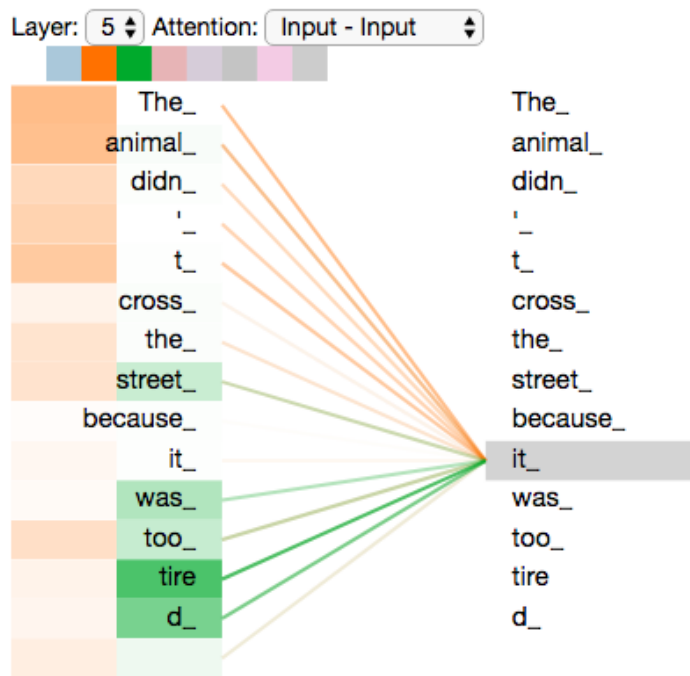 Layer: 5 Attention: Input - Input
The_ The_
animal_ animal_
didn_ didn_
'_ '_
t_ t_
cross_ cross_
the_ the_
street_ street_
because_ because_
it_ it_
was_ was_
too_ too_
tire tire
d_ d_